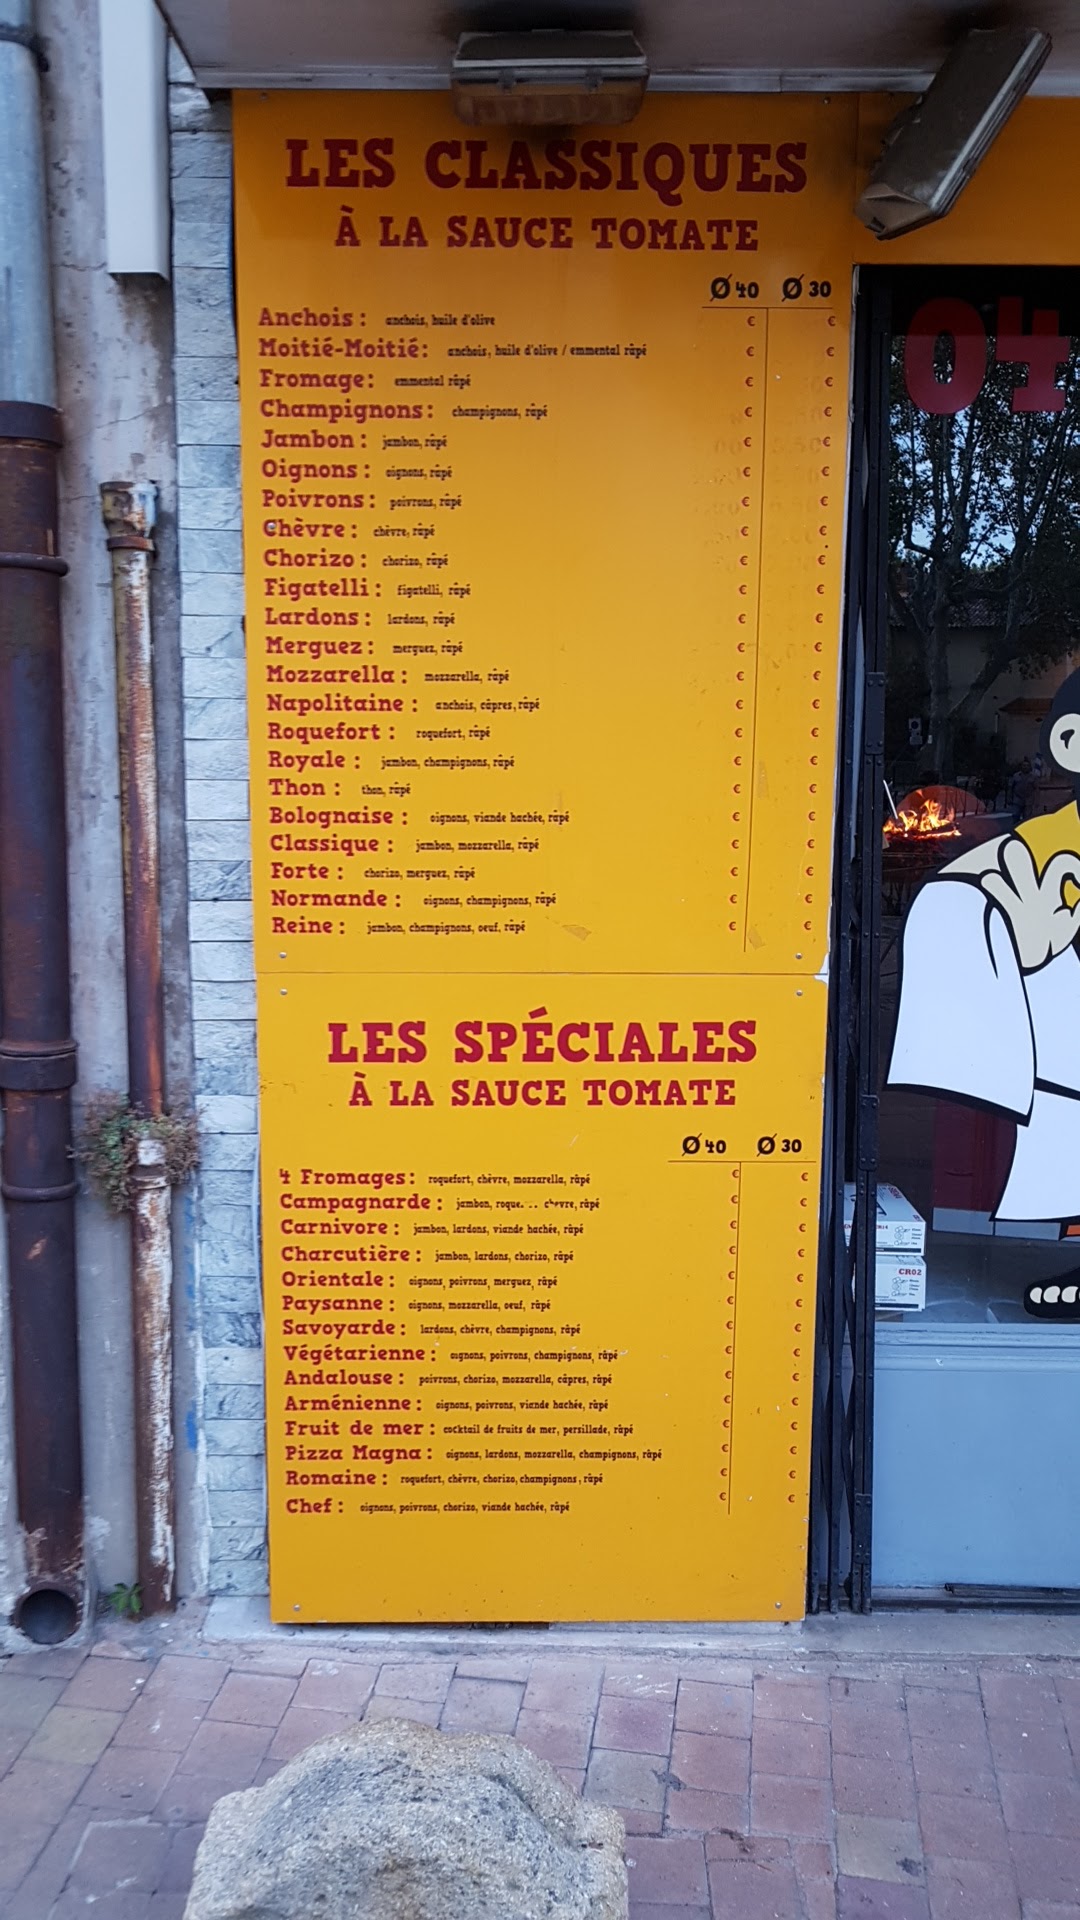 LES CLASSIQUES
À LA SAUCE TOMATE
Ø 40 Ø 30
Anchois : anchois, huile d'olive € €
Moitié-Moitié : anchois, huile d'olive / emmental râpé € €
Fromage : emmental râpé € €
Champignons : champignons, râpé € €
Jambon : jambon, râpé € €
Oignons : oignons, râpé € €
Poivrons : poivrons, râpé € €
Chèvre : chèvre, râpé € €
Chorizo : chorizo, râpé € €
Figatelli : figatelli, râpé € €
Lardons : lardons, râpé € €
Merguez : merguez, râpé € €
Mozzarella : mozzarella, râpé € €
Napolitaine : anchois, câpres, râpé € €
Roquefort : roquefort, râpé € €
Royale : jambon, champignons, râpé € €
Thon : thon, râpé € €
Bolognaise : oignons, viande hachée, râpé € €
Classique : jambon, mozzarella, râpé € €
Forte : chorizo, merguez, râpé € €
Normande : oignons, champignons, râpé € €
Reine : jambon, champignons, oeuf, râpé € €
LES SPÉCIALES
À LA SAUCE TOMATE
Ø 40 Ø 30
4 Fromages : roquefort, chèvre, mozzarella, râpé € €
Campagnarde : jambon, chèvre, râpé € €
Carnivore : jambon, lardons, viande hachée, râpé € €
Charcutière : jambon, lardons, chorizo, râpé € €
Orientale : oignons, poivrons, merguez, râpé € €
Paysanne : oignons, mozzarella, oeuf, râpé € €
Savoyarde : lardons, chèvre, champignons, râpé € €
Végétarienne : oignons, poivrons, champignons, râpé € €
Andalouse : poivrons, chorizo, mozzarella, câpres, râpé € €
Arménienne : oignons, poivrons, viande hachée, râpé € €
Fruit de mer : cocktail de fruits de mer, persillade, râpé € €
Pizza Magna : oignons, lardons, mozzarella, champignons, râpé € €
Romaine : roquefort, chèvre, chorizo, champignons, râpé € €
Chef : oignons, poivrons, chorizo, viande hachée, râpé € €
04
CR02